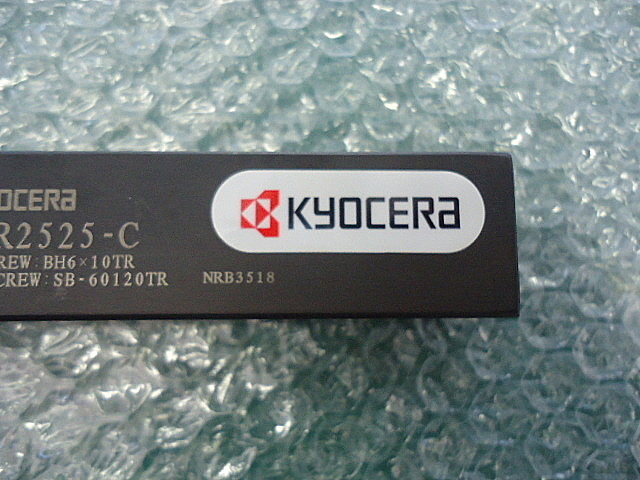 OCERA
R2525-C
REW:BH6×10TR
CREW:SB-60120TR NRB3518
KYOCERA